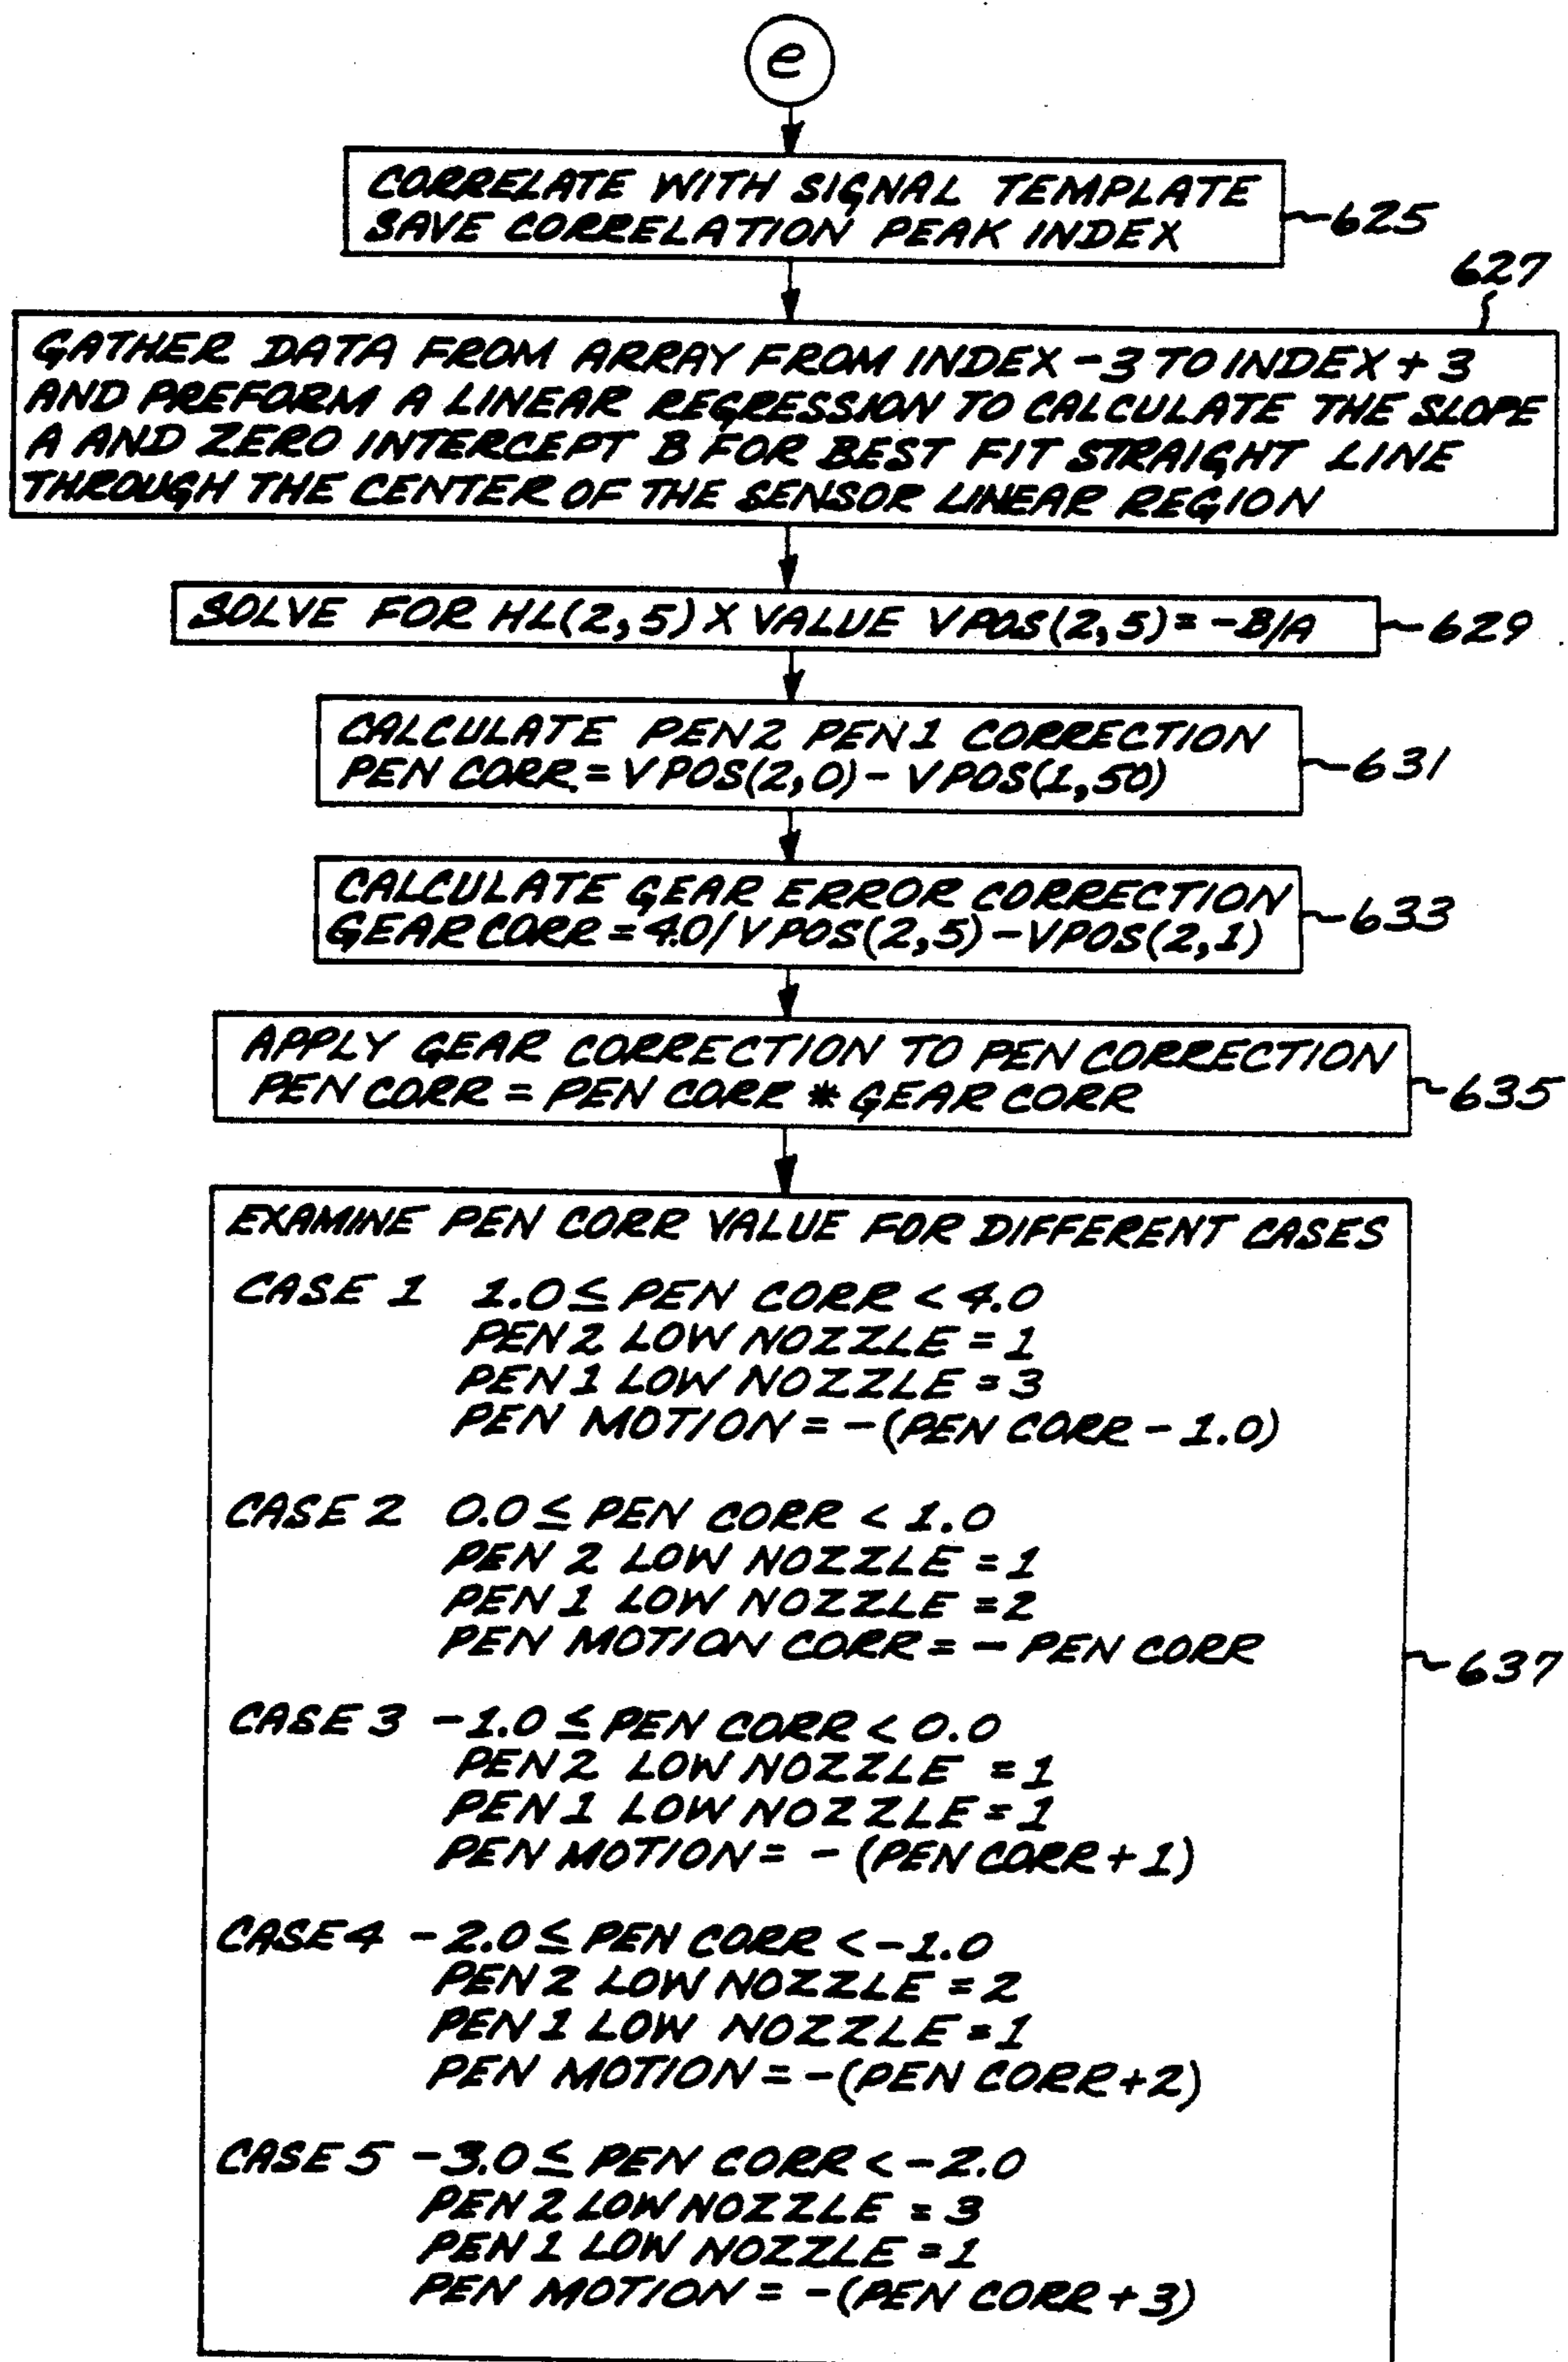 e
CORRELATE WITH SIGNAL TEMPLATE
SAVE CORRELATION PEAK INDEX
625
627
GATHER DATA FROM ARRAY FROM INDEX -3 TO INDEX + 3
AND PREFORM A LINEAR REGRESSION TO CALCULATE THE SLOPE
A AND ZERO INTERCEPT B FOR BEST FIT STRAIGHT LINE
THROUGH THE CENTER OF THE SENSOR LINEAR REGION
SOLVE FOR HL(2,5) X VALUE VPOS(2,5) = -B/A
629
CALCULATE PEN2 PEN1 CORRECTION
PEN CORR. = VPOS(2,0) - VPOS(1,50)
631
CALCULATE GEAR ERROR CORRECTION
GEAR CORR = 4.0/VPOS(2,5) - VPOS(2,1)
633
APPLY GEAR CORRECTION TO PEN CORRECTION
PEN CORR = PEN CORR * GEAR CORR
635
EXAMINE PEN CORR VALUE FOR DIFFERENT CASES
CASE 1 1.0 ≤ PEN CORR < 4.0
PEN 2 LOW NOZZLE = 1
PEN 1 LOW NOZZLE = 3
PEN MOTION = -(PEN CORR - 1.0)
CASE 2 0.0 ≤ PEN CORR < 1.0
PEN 2 LOW NOZZLE = 1
PEN 1 LOW NOZZLE = 2
PEN MOTION CORR = - PEN CORR
637
CASE 3 -1.0 ≤ PEN CORR < 0.0
PEN 2 LOW NOZZLE = 1
PEN 1 LOW NOZZLE = 1
PEN MOTION = - (PEN CORR + 1)
CASE 4 -2.0 ≤ PEN CORR < -1.0
PEN 2 LOW NOZZLE = 2
PEN 1 LOW NOZZLE = 1
PEN MOTION = -(PEN CORR + 2)
CASE 5 -3.0 ≤ PEN CORR < -2.0
PEN 2 LOW NOZZLE = 3
PEN 1 LOW NOZZLE = 1
PEN MOTION = -(PEN CORR + 3)